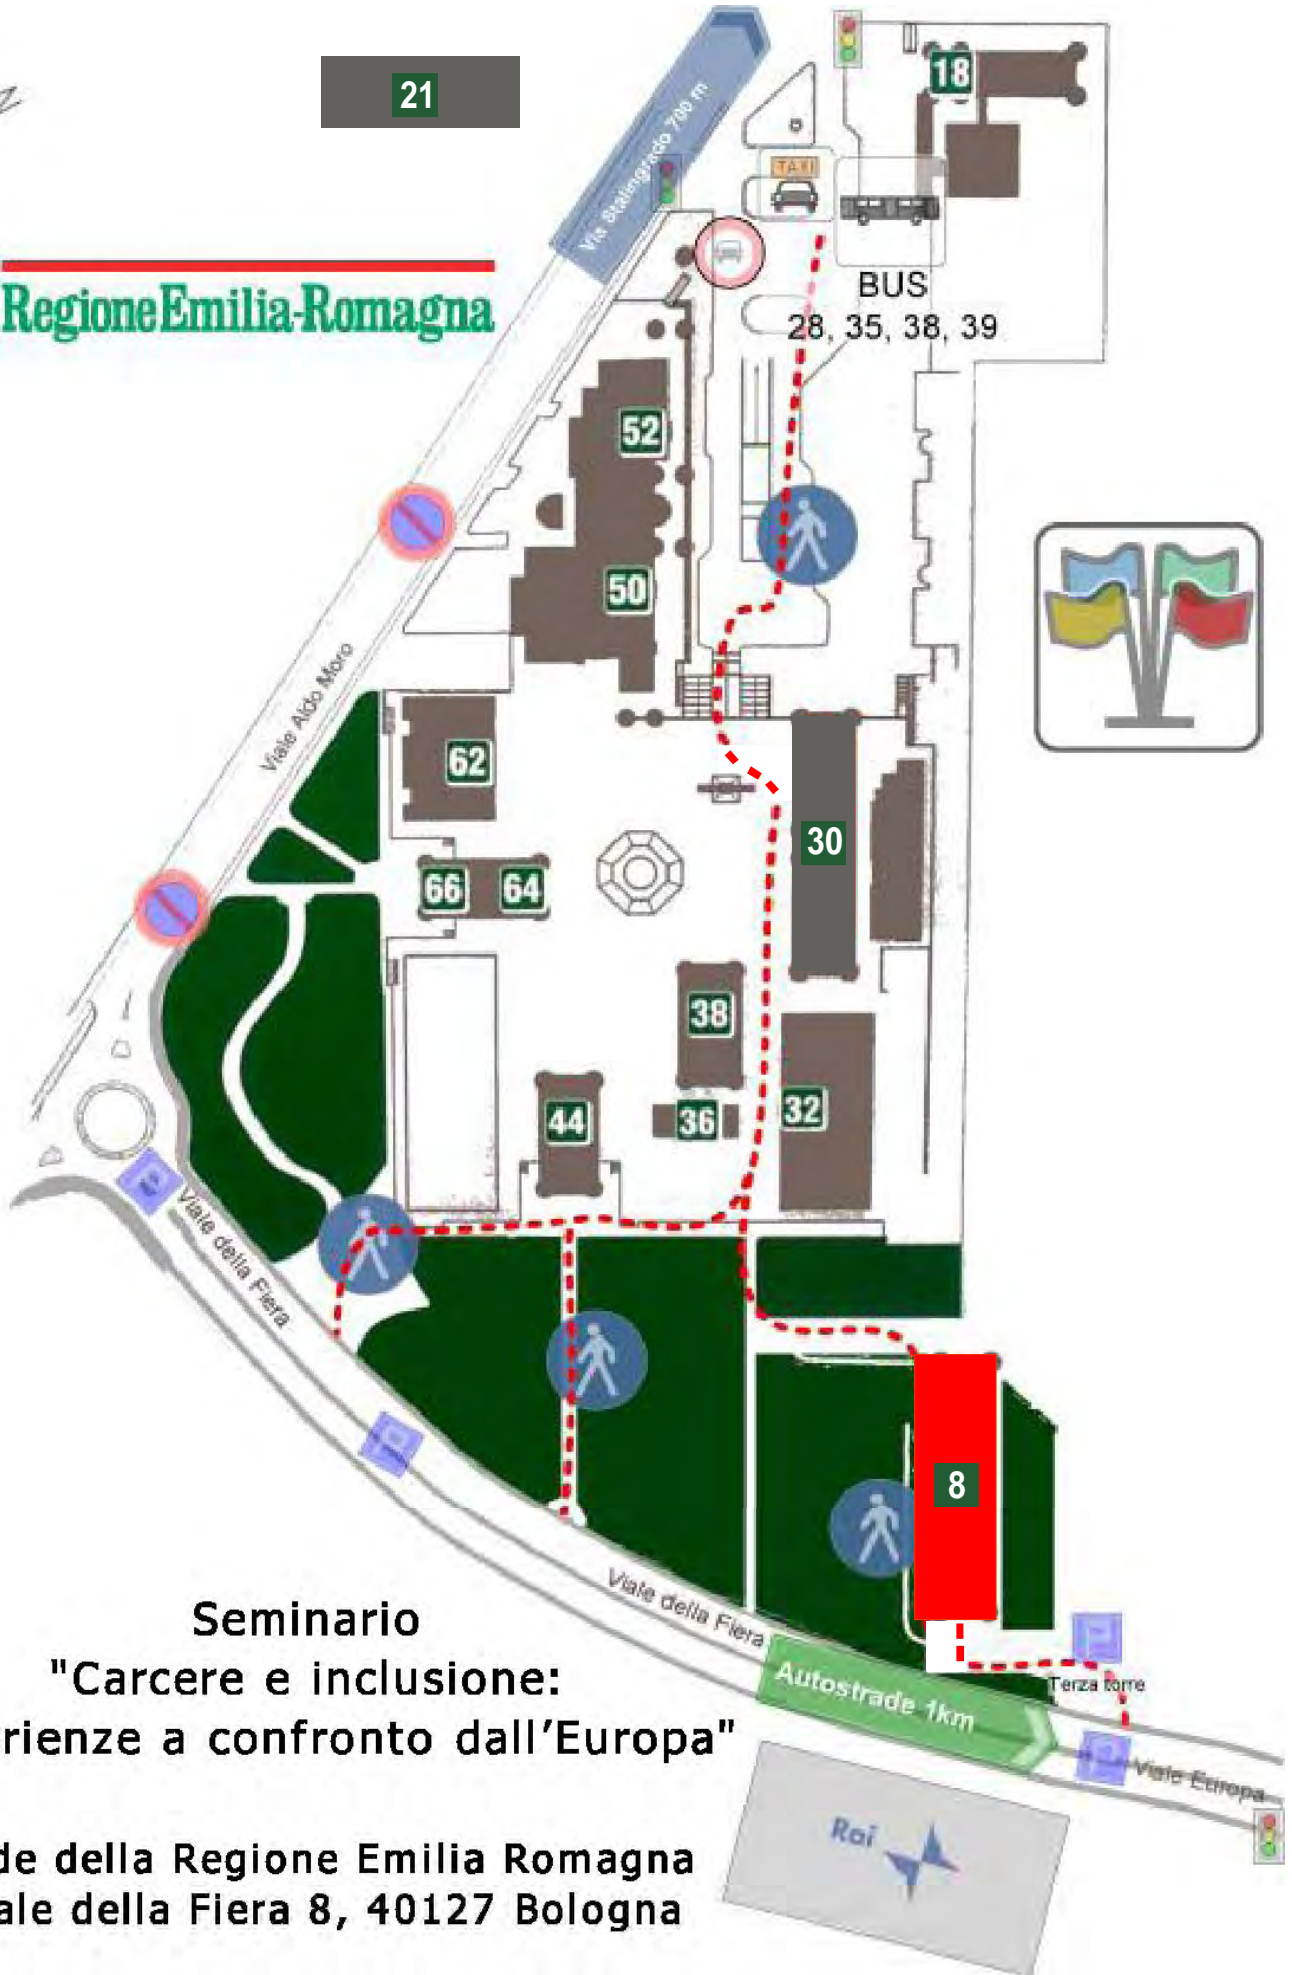 21
Via Stalingrado 700 m
18
TAXI
RegioneEmilia-Romagna
BUS
28, 35, 38, 39
52
50
Viale Aldo Moro
62
30
66
64
38
44
36
32
Viale della Fiera
8
Viale della Fiera
Seminario
"Carcere e inclusione:
rienze a confronto dall'Europa"
Autostrade 1km
Terza torre
Viale Europa
Rai
de della Regione Emilia Romagna
ale della Fiera 8, 40127 Bologna